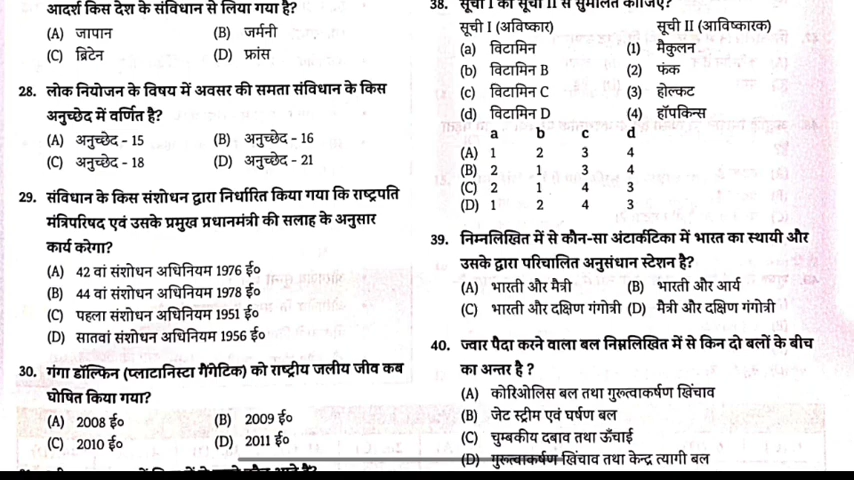 आदर्श किस देश के संविधान से लिया गया है?
(A) जापान (B) जर्मनी
(C) ब्रिटेन (D) फ्रांस
28. लोक नियोजन के विषय में अवसर की समता संविधान के किस
अनुच्छेद में वर्णित है?
(A) अनुच्छेद - 15 (B) अनुच्छेद - 16
(C) अनुच्छेद - 18 (D) अनुच्छेद - 21
29. संविधान के किस संशोधन द्वारा निर्धारित किया गया कि राष्ट्रपति
मंत्रिपरिषद एवं उसके प्रमुख प्रधानमंत्री की सलाह के अनुसार
कार्य करेगा?
(A) 42 वां संशोधन अधिनियम 1976 ई०
(B) 44 वां संशोधन अधिनियम 1978 ई०
(C) पहला संशोधन अधिनियम 1951 ई०
(D) सातवां संशोधन अधिनियम 1956 ई०
30. गंगा डॉल्फिन (प्लाटानिस्टा गैंगेटिक) को राष्ट्रीय जलीय जीव कब
घोषित किया गया?
(A) 2008 ई० (B) 2009 ई०
(C) 2010 ई० (D) 2011 ई०
38. सूची I को सूची II से सुमेलित कीजिए?
सूची I (अविष्कार) सूची II (आविष्कारक)
(a) विटामिन (1) मैकुलन
(b) विटामिन B (2) फंक
(c) विटामिन C (3) होल्कट
(d) विटामिन D (4) हॉपकिन्स
a b c d
(A) 1 2 3 4
(B) 2 1 3 4
(C) 2 1 4 3
(D) 1 2 4 3
39. निम्नलिखित में से कौन-सा अंटार्कटिका में भारत का स्थायी और
उसके द्वारा परिचालित अनुसंधान स्टेशन है?
(A) भारती और मैत्री (B) भारती और आर्य
(C) भारती और दक्षिण गंगोत्री (D) मैत्री और दक्षिण गंगोत्री
40. ज्वार पैदा करने वाला बल निम्नलिखित में से किन दो बलों के बीच
का अन्तर है ?
(A) कोरिओलिस बल तथा गुरूत्वाकर्षण खिंचाव
(B) जेट स्ट्रीम एवं घर्षण बल
(C) चुम्बकीय दबाव तथा ऊँचाई
(D) गुरूत्वाकर्षण खिंचाव तथा केन्द्र त्यागी बल